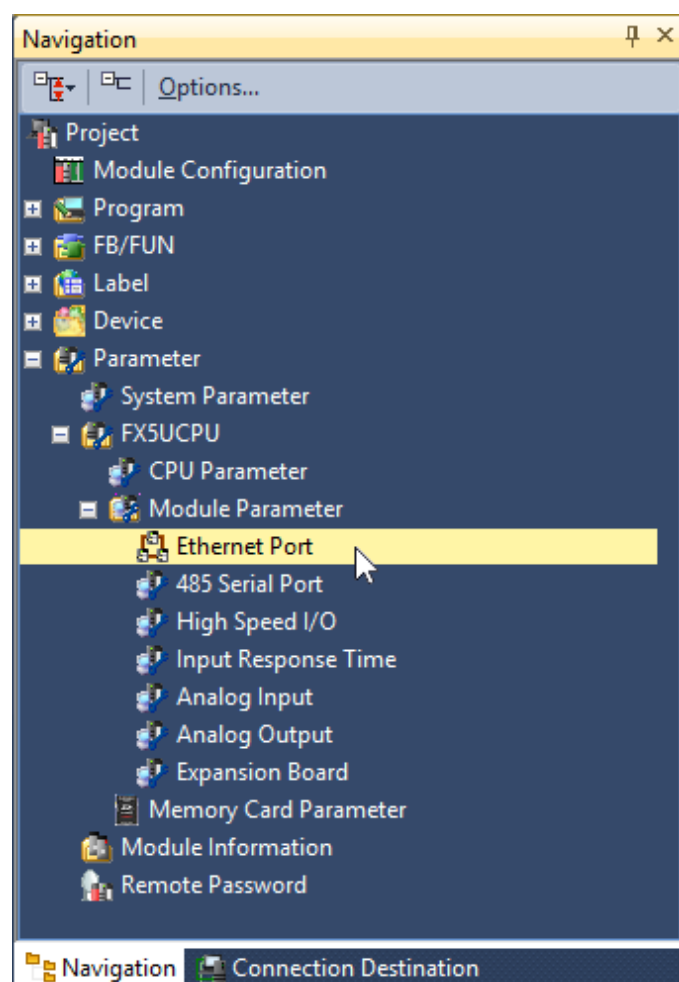 Navigation
Options...
Project
Module Configuration
Program
FB/FUN
Label
Device
Parameter
System Parameter
FX5UCPU
CPU Parameter
Module Parameter
Ethernet Port
485 Serial Port
High Speed I/O
Input Response Time
Analog Input
Analog Output
Expansion Board
Memory Card Parameter
Module Information
Remote Password
Navigation Connection Destination